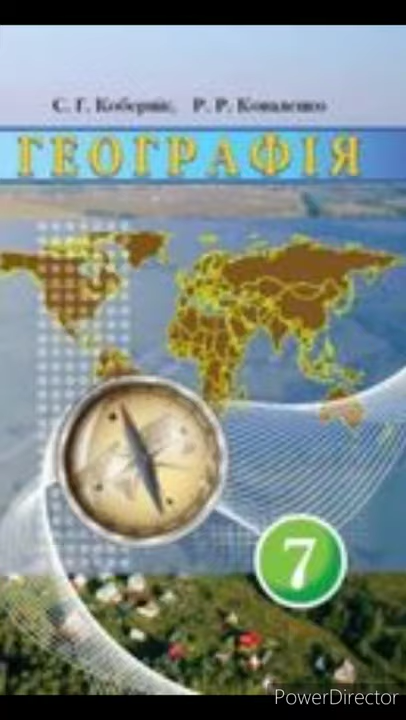 С. Г. Кобернік, Р. Р. Коваленко
ГЕОГРАФІЯ
7
PowerDirector